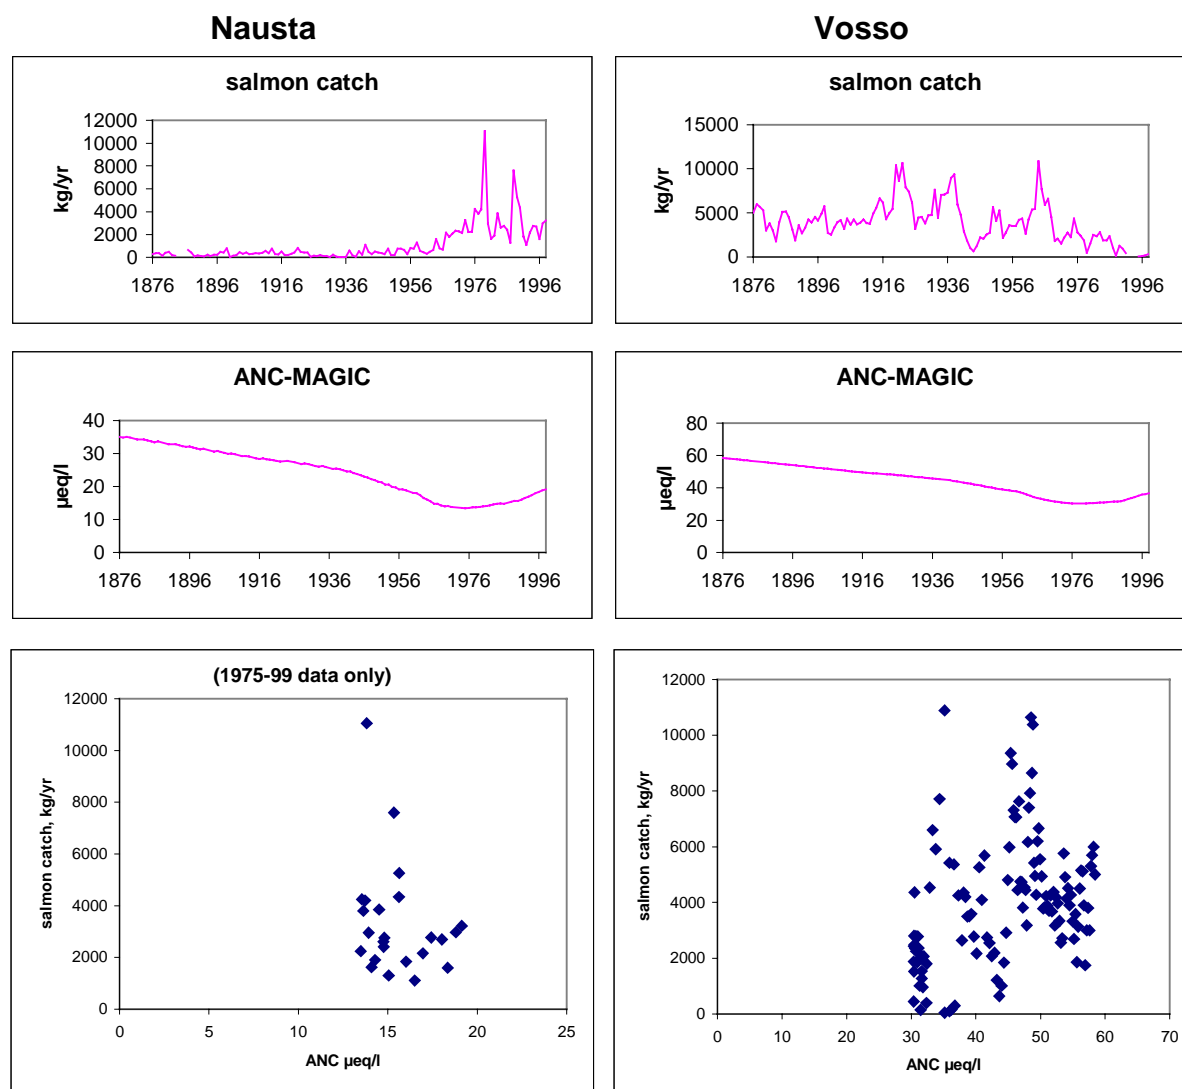 Nausta
Vosso
salmon catch
kg/yr
12000
10000
8000
6000
4000
2000
0
1876 1896 1916 1936 1956 1976 1996
salmon catch
kg/yr
15000
10000
5000
0
1876 1896 1916 1936 1956 1976 1996
ANC-MAGIC
µeq/l
40
30
20
10
0
1876 1896 1916 1936 1956 1976 1996
ANC-MAGIC
µeq/l
80
60
40
20
0
1876 1896 1916 1936 1956 1976 1996
(1975-99 data only)
salmon catch, kg/yr
12000
10000
8000
6000
4000
2000
0
0 5 10 15 20 25
ANC µeq/l
salmon catch, kg/yr
12000
10000
8000
6000
4000
2000
0
0 10 20 30 40 50 60 70
ANC µeq/l